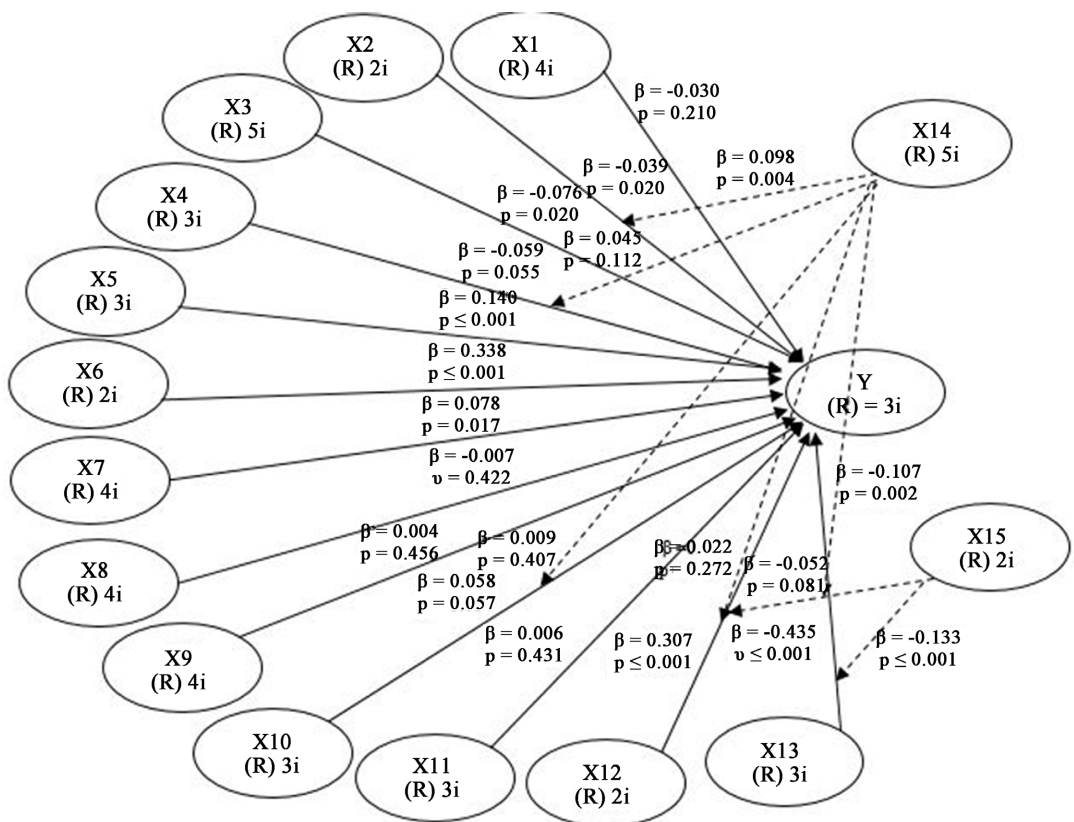 X1
(R) 4i
X2
(R) 2i
X3
(R) 5i
X4
(R) 3i
X5
(R) 3i
X6
(R) 2i
X7
(R) 4i
X8
(R) 4i
X9
(R) 4i
X10
(R) 3i
X11
(R) 3i
X12
(R) 2i
X13
(R) 3i
X14
(R) 5i
X15
(R) 2i
Y
(R) = 3i
β = -0.030
p = 0.210
β = -0.039
p = 0.020
β = 0.098
p = 0.004
β = -0.076
p = 0.020
β = 0.045
p = 0.112
β = -0.059
p = 0.055
β = 0.140
p ≤ 0.001
β = 0.338
p ≤ 0.001
β = 0.078
p = 0.017
β = -0.007
υ = 0.422
β = 0.004
p = 0.456
β = 0.009
p = 0.407
β = 0.058
p = 0.057
β = 0.006
p = 0.431
0.022
0.272
β = 0.307
p ≤ 0.001
β = -0.052
p = 0.081
β = -0.435
υ ≤ 0.001
β = -0.107
p = 0.002
β = -0.133
p ≤ 0.001